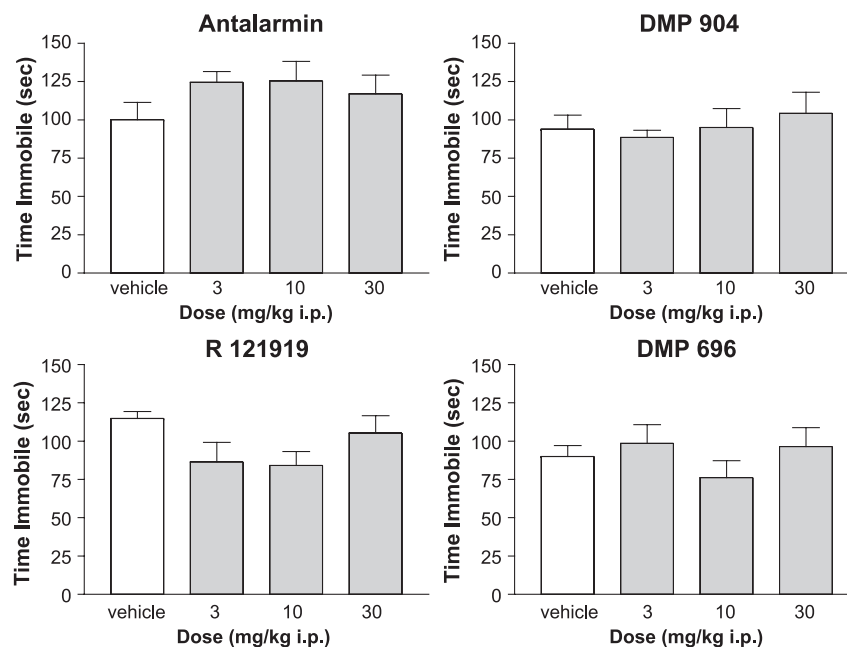 Antalarmin
Time Immobile (sec)
150
125
100
75
50
25
0
vehicle 3 10 30
Dose (mg/kg i.p.)
DMP 904
Time Immobile (sec)
150
125
100
75
50
25
0
vehicle 3 10 30
Dose (mg/kg i.p.)
R 121919
Time Immobile (sec)
150
125
100
75
50
25
0
vehicle 3 10 30
Dose (mg/kg i.p.)
DMP 696
Time Immobile (sec)
150
125
100
75
50
25
0
vehicle 3 10 30
Dose (mg/kg i.p.)